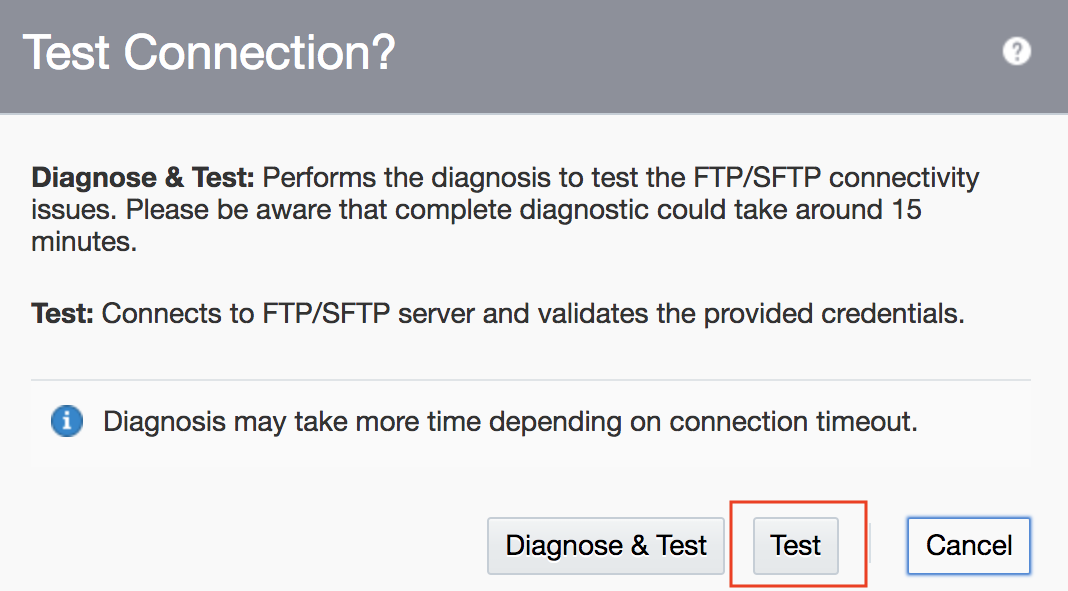 Test Connection?
?
Diagnose & Test: Performs the diagnosis to test the FTP/SFTP connectivity
issues. Please be aware that complete diagnostic could take around 15
minutes.
Test: Connects to FTP/SFTP server and validates the provided credentials.
i
Diagnosis may take more time depending on connection timeout.
Diagnose & Test
Test
Cancel